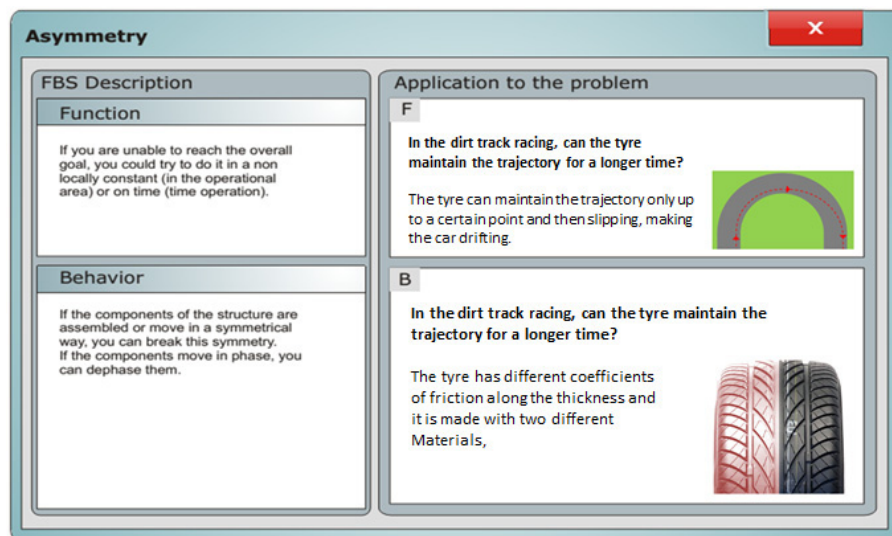 Asymmetry
X
FBS Description
Function
If you are unable to reach the overall
goal, you could try to do it in a non
locally constant (in the operational
area) or on time (time operation).
Behavior
If the components of the structure are
assembled or move in a symmetrical
way, you can break this symmetry.
If the components move in phase, you
can dephase them.
Application to the problem
F
In the dirt track racing, can the tyre
maintain the trajectory for a longer time?
The tyre can maintain the trajectory only up
to a certain point and then slipping, making
the car drifting.
B
In the dirt track racing, can the tyre maintain the
trajectory for a longer time?
The tyre has different coefficients
of friction along the thickness and
it is made with two different
Materials,